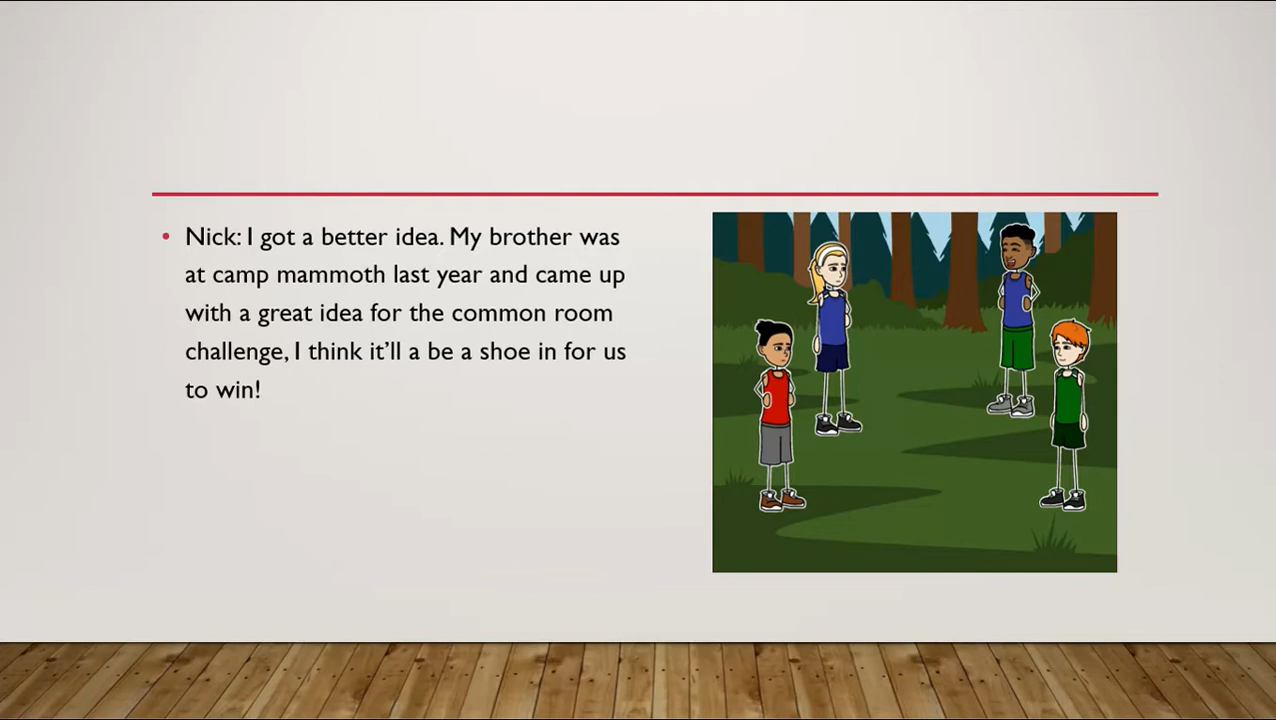 • Nick: I got a better idea. My brother was
at camp mammoth last year and came up
with a great idea for the common room
challenge, I think it’ll a be a shoe in for us
to win!